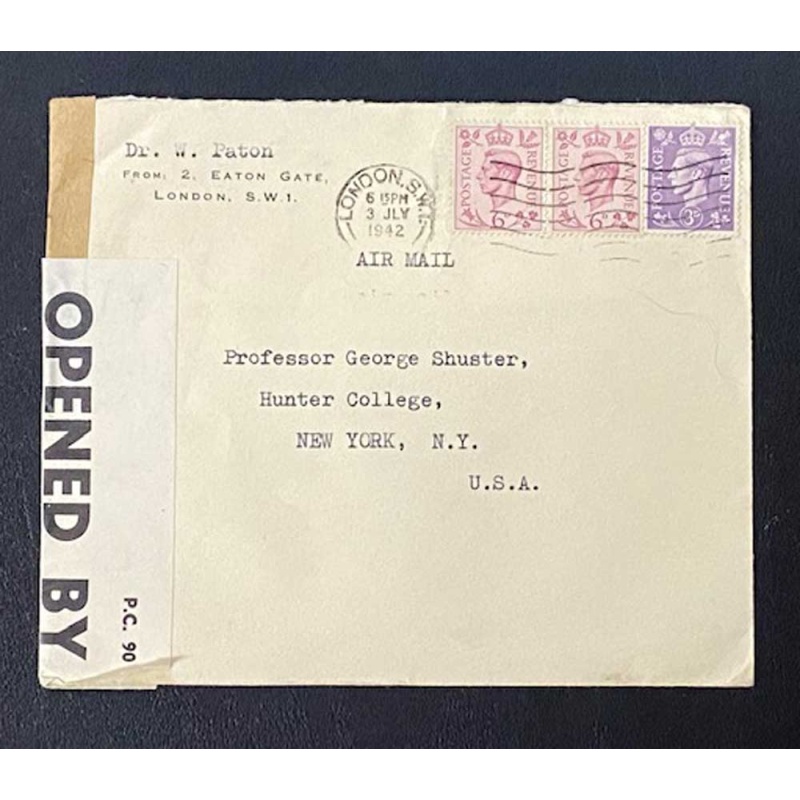 Dr. W. Paton
FROM: 2, EATON GATE,
LONDON, S.W.1.
LONDON. S.W.1.
6 15PM
3 JLY
1942
POSTAGE REVENUE
6D
POSTAGE REVENUE
6D
POSTAGE REVENUE
3D
AIR MAIL
Professor George Shuster,
Hunter College,
NEW YORK, N.Y.
U.S.A.
OPENED BY
P.C. 90